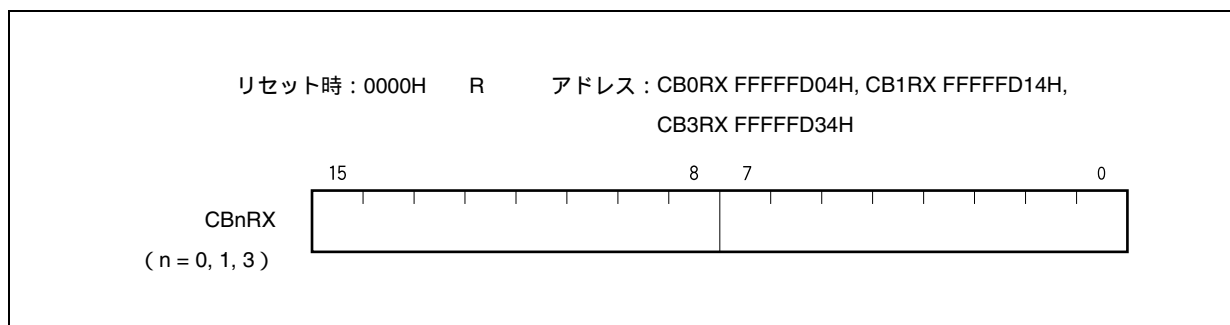 リセット時：0000H R アドレス：CB0RX FFFFFD04H, CB1RX FFFFFD14H,
CB3RX FFFFFD34H
15 8 7 0
CBnRX
（n = 0, 1, 3）